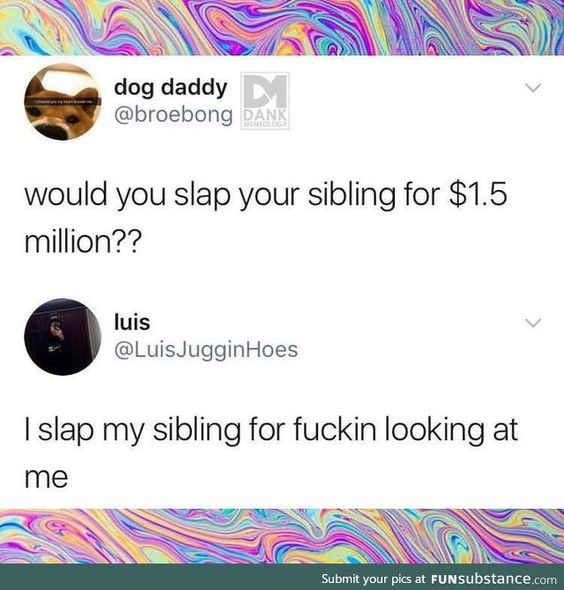 dog daddy
@broebong
DM
DANK
MEMEOLOGY
would you slap your sibling for $1.5
million??
luis
@LuisJugginHoes
I slap my sibling for fuckin looking at
me
Submit your pics at FUNsubstance.com